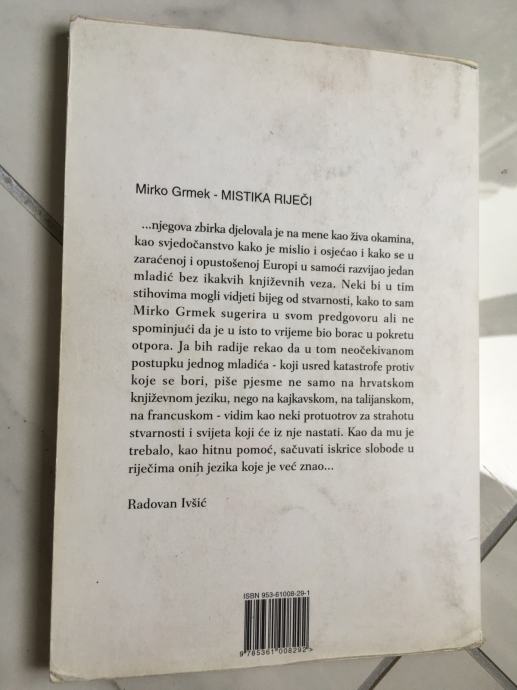 Mirko Grmek - MISTIKA RIJEČI
...njegova zbirka djelovala je na mene kao živa okamina,
kao svjedočanstvo kako je mislio i osjećao i kako se u
zaraćenoj i opustošenoj Europi u samoći razvijao jedan
mladić bez ikakvih književnih veza. Neki bi u tim
stihovima mogli vidjeti bijeg od stvarnosti, kako to sam
Mirko Grmek sugerira u svom predgovoru ali ne
spominjući da je u isto to vrijeme bio borac u pokretu
otpora. Ja bih radije rekao da u tom neočekivanom
postupku jednog mladića - koji usred katastrofe protiv
koje se bori, piše pjesme ne samo na hrvatskom
književnom jeziku, nego na kajkavskom, na talijanskom,
na francuskom - vidim kao neki protuotrov za strahotu
stvarnosti i svijeta koji će iz nje nastati. Kao da mu je
trebalo, kao hitnu pomoć, sačuvati iskrice slobode u
riječima onih jezika koje je već znao...
Radovan Ivšić
ISBN 953-61008-29-1
9 785361 008292 >